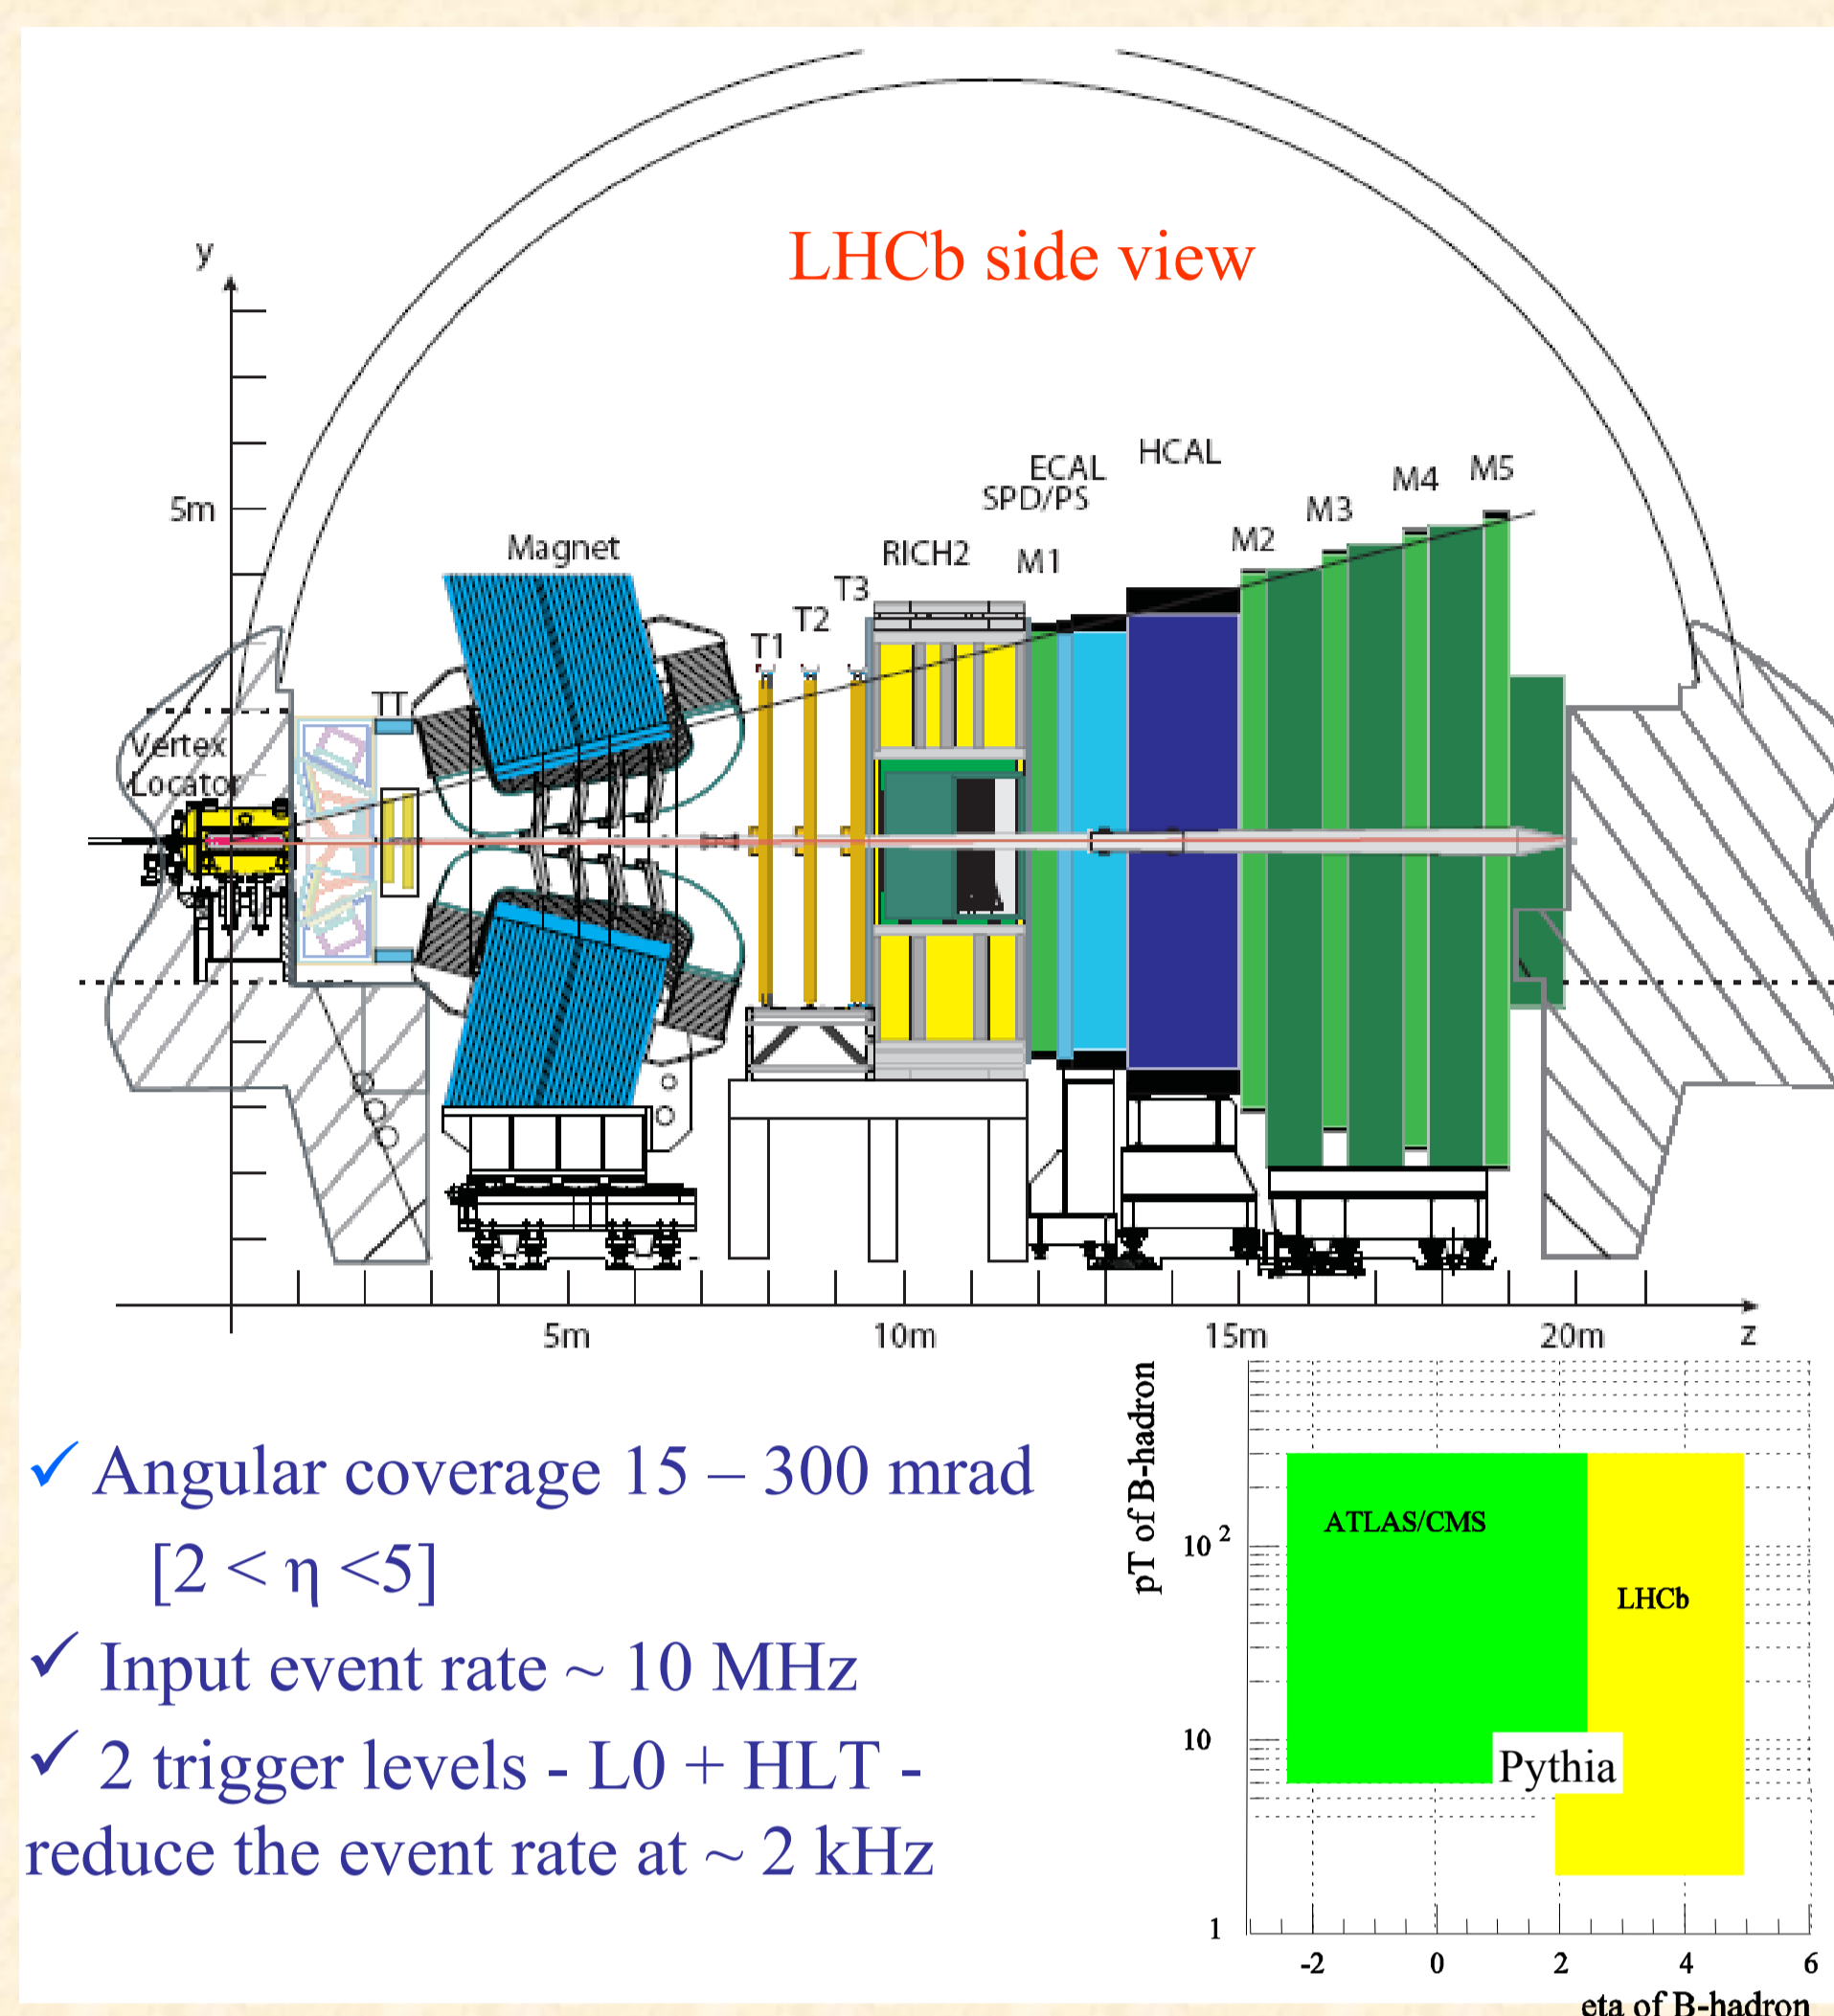 LHCb side view
y
5m
Vertex
Locator
TT
Magnet
T1
T2
T3
RICH2
M1
SPD/PS
ECAL
HCAL
M2
M3
M4
M5
5m 10m 15m 20m z
✓ Angular coverage 15 – 300 mrad
[2 < η <5]
✓ Input event rate ~ 10 MHz
✓ 2 trigger levels - L0 + HLT -
reduce the event rate at ~ 2 kHz
pT of B-hadron
10²
10
1
ATLAS/CMS
LHCb
Pythia
-2 0 2 4 6
eta of B-hadron